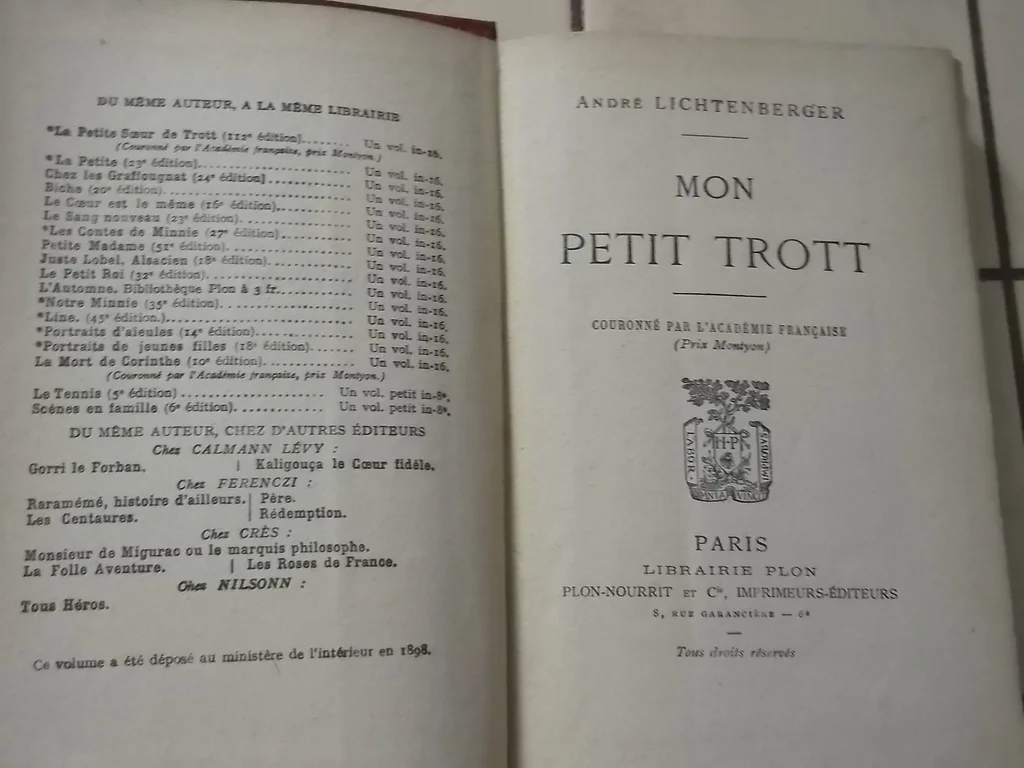 DU MÊME AUTEUR, A LA MÊME LIBRAIRIE
*La Petite Sœur de Trott (112e édition)....... Un vol. in-16.
(Couronné par l'Académie française, prix Montyon.)
*La Petite (23e édition)....................... Un vol. in-16.
Chez les Graffougnat (24e édition)............. Un vol. in-16.
Biche (20e édition)............................ Un vol. in-16.
Le Cœur est le même (16e édition).............. Un vol. in-16.
Le Sang nouveau (23e édition).................. Un vol. in-16.
*Les Contes de Minnie (27e édition)............ Un vol. in-16.
Petite Madame (51e édition).................... Un vol. in-16.
Juste Lobel, Alsacien (18e édition)............ Un vol. in-16.
Le Petit Roi (32e édition)..................... Un vol. in-16.
L'Automne. Bibliothèque Plon à 3 fr............ Un vol. in-16.
*Notre Minnie (35e édition).................... Un vol. in-16.
*Line. (45e édition.).......................... Un vol. in-16.
*Portraits d'aïeules (14e édition)............. Un vol. in-16.
*Portraits de jeunes filles (18e édition)....... Un vol. in-16.
La Mort de Corinthe (10e édition).............. Un vol. in-16.
(Couronné par l'Académie française, prix Montyon.)
Le Tennis (5e édition)...................... Un vol. petit in-8°.
Scènes en famille (6e édition).............. Un vol. petit in-8°.
DU MÊME AUTEUR, CHEZ D'AUTRES ÉDITEURS
Chez CALMANN LÉVY :
Gorri le Forban. | Kaligouça le Cœur fidèle.
Chez FERENCZI :
Raramémé, histoire d'ailleurs. | Père.
Les Centaures. | Rédemption.
Chez CRÈS :
Monsieur de Migurac ou le marquis philosophe.
La Folle Aventure. | Les Roses de France.
Chez NILSONN :
Tous Héros.
Ce volume a été déposé au ministère de l'intérieur en 1898.
ANDRÉ LICHTENBERGER
MON
PETIT TROTT
COURONNÉ PAR L'ACADÉMIE FRANÇAISE
(Prix Montyon)
H·P
LABOR
IMPROBUS
OMNIA VINCIT
PARIS
LIBRAIRIE PLON
PLON-NOURRIT ET Cie, IMPRIMEURS-ÉDITEURS
8, RUE GARANCIÈRE — 6e
Tous droits réservés